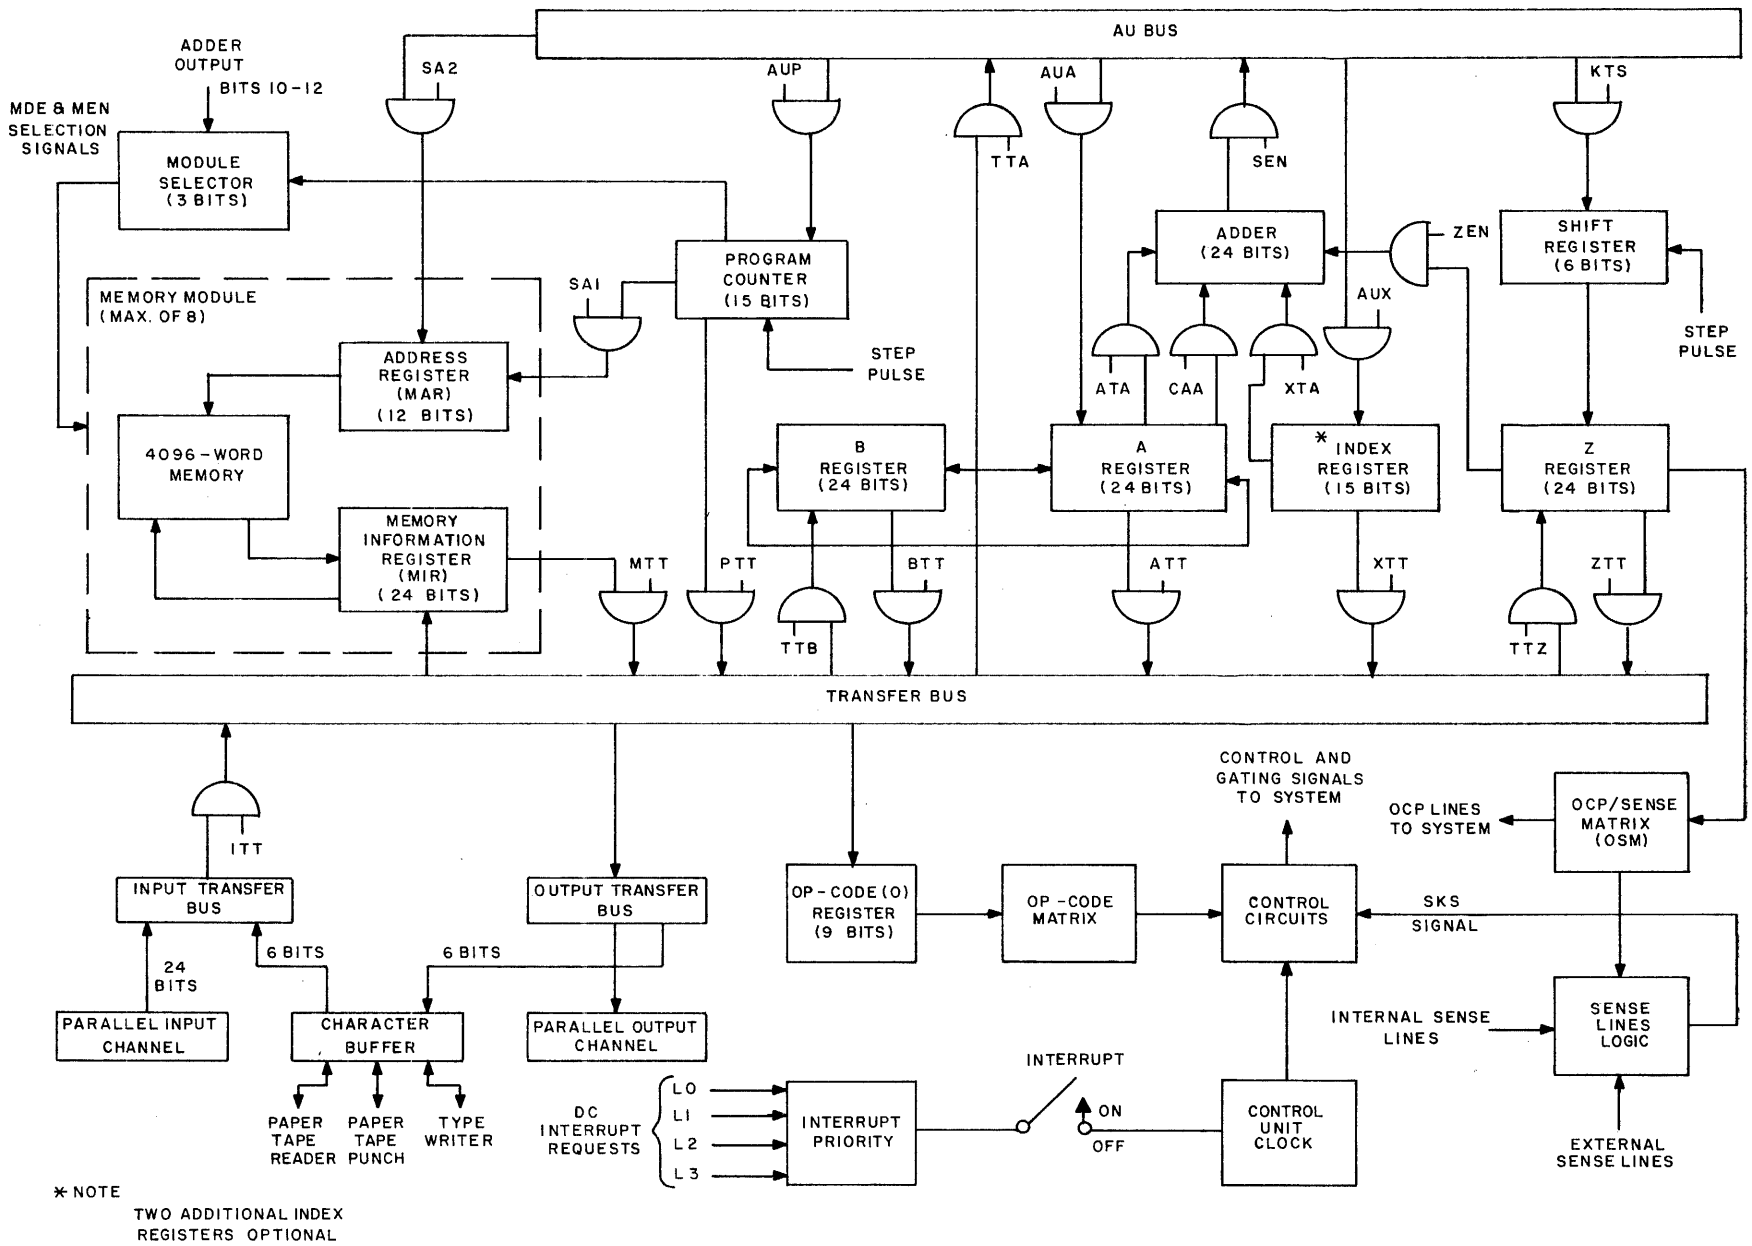 AU BUS
ADDER
OUTPUT
BITS 10-12
SA2
AUP
AUA
KTS
MDE & MEN
SELECTION
SIGNALS
MODULE
SELECTOR
(3 BITS)
TTA
SEN
ADDER
(24 BITS)
ZEN
SHIFT
REGISTER
(6 BITS)
PROGRAM
COUNTER
(15 BITS)
SA1
MEMORY MODULE
(MAX. OF 8)
AUX
STEP
PULSE
STEP
PULSE
ADDRESS
REGISTER
(MAR)
(12 BITS)
ATA
CAA
XTA
4096-WORD
MEMORY
B
REGISTER
(24 BITS)
A
REGISTER
(24 BITS)
* INDEX
REGISTER
(15 BITS)
Z
REGISTER
(24 BITS)
MEMORY
INFORMATION
REGISTER
(MIR)
(24 BITS)
MTT
PTT
BTT
ATT
XTT
ZTT
TTB
TTZ
TRANSFER BUS
ITT
CONTROL AND
GATING SIGNALS
TO SYSTEM
OCP LINES
TO SYSTEM
OCP/SENSE
MATRIX
(OSM)
INPUT TRANSFER
BUS
OUTPUT TRANSFER
BUS
OP-CODE (O)
REGISTER
(9 BITS)
OP-CODE
MATRIX
CONTROL
CIRCUITS
SKS
SIGNAL
24
BITS
6 BITS
6 BITS
PARALLEL INPUT
CHANNEL
CHARACTER
BUFFER
PARALLEL OUTPUT
CHANNEL
INTERNAL SENSE
LINES
SENSE
LINES
LOGIC
PAPER
TAPE
READER
PAPER
TAPE
PUNCH
TYPE
WRITER
DC
INTERRUPT
REQUESTS
L0
L1
L2
L3
INTERRUPT
PRIORITY
INTERRUPT
ON
OFF
CONTROL
UNIT
CLOCK
EXTERNAL
SENSE LINES
* NOTE
TWO ADDITIONAL INDEX
REGISTERS OPTIONAL